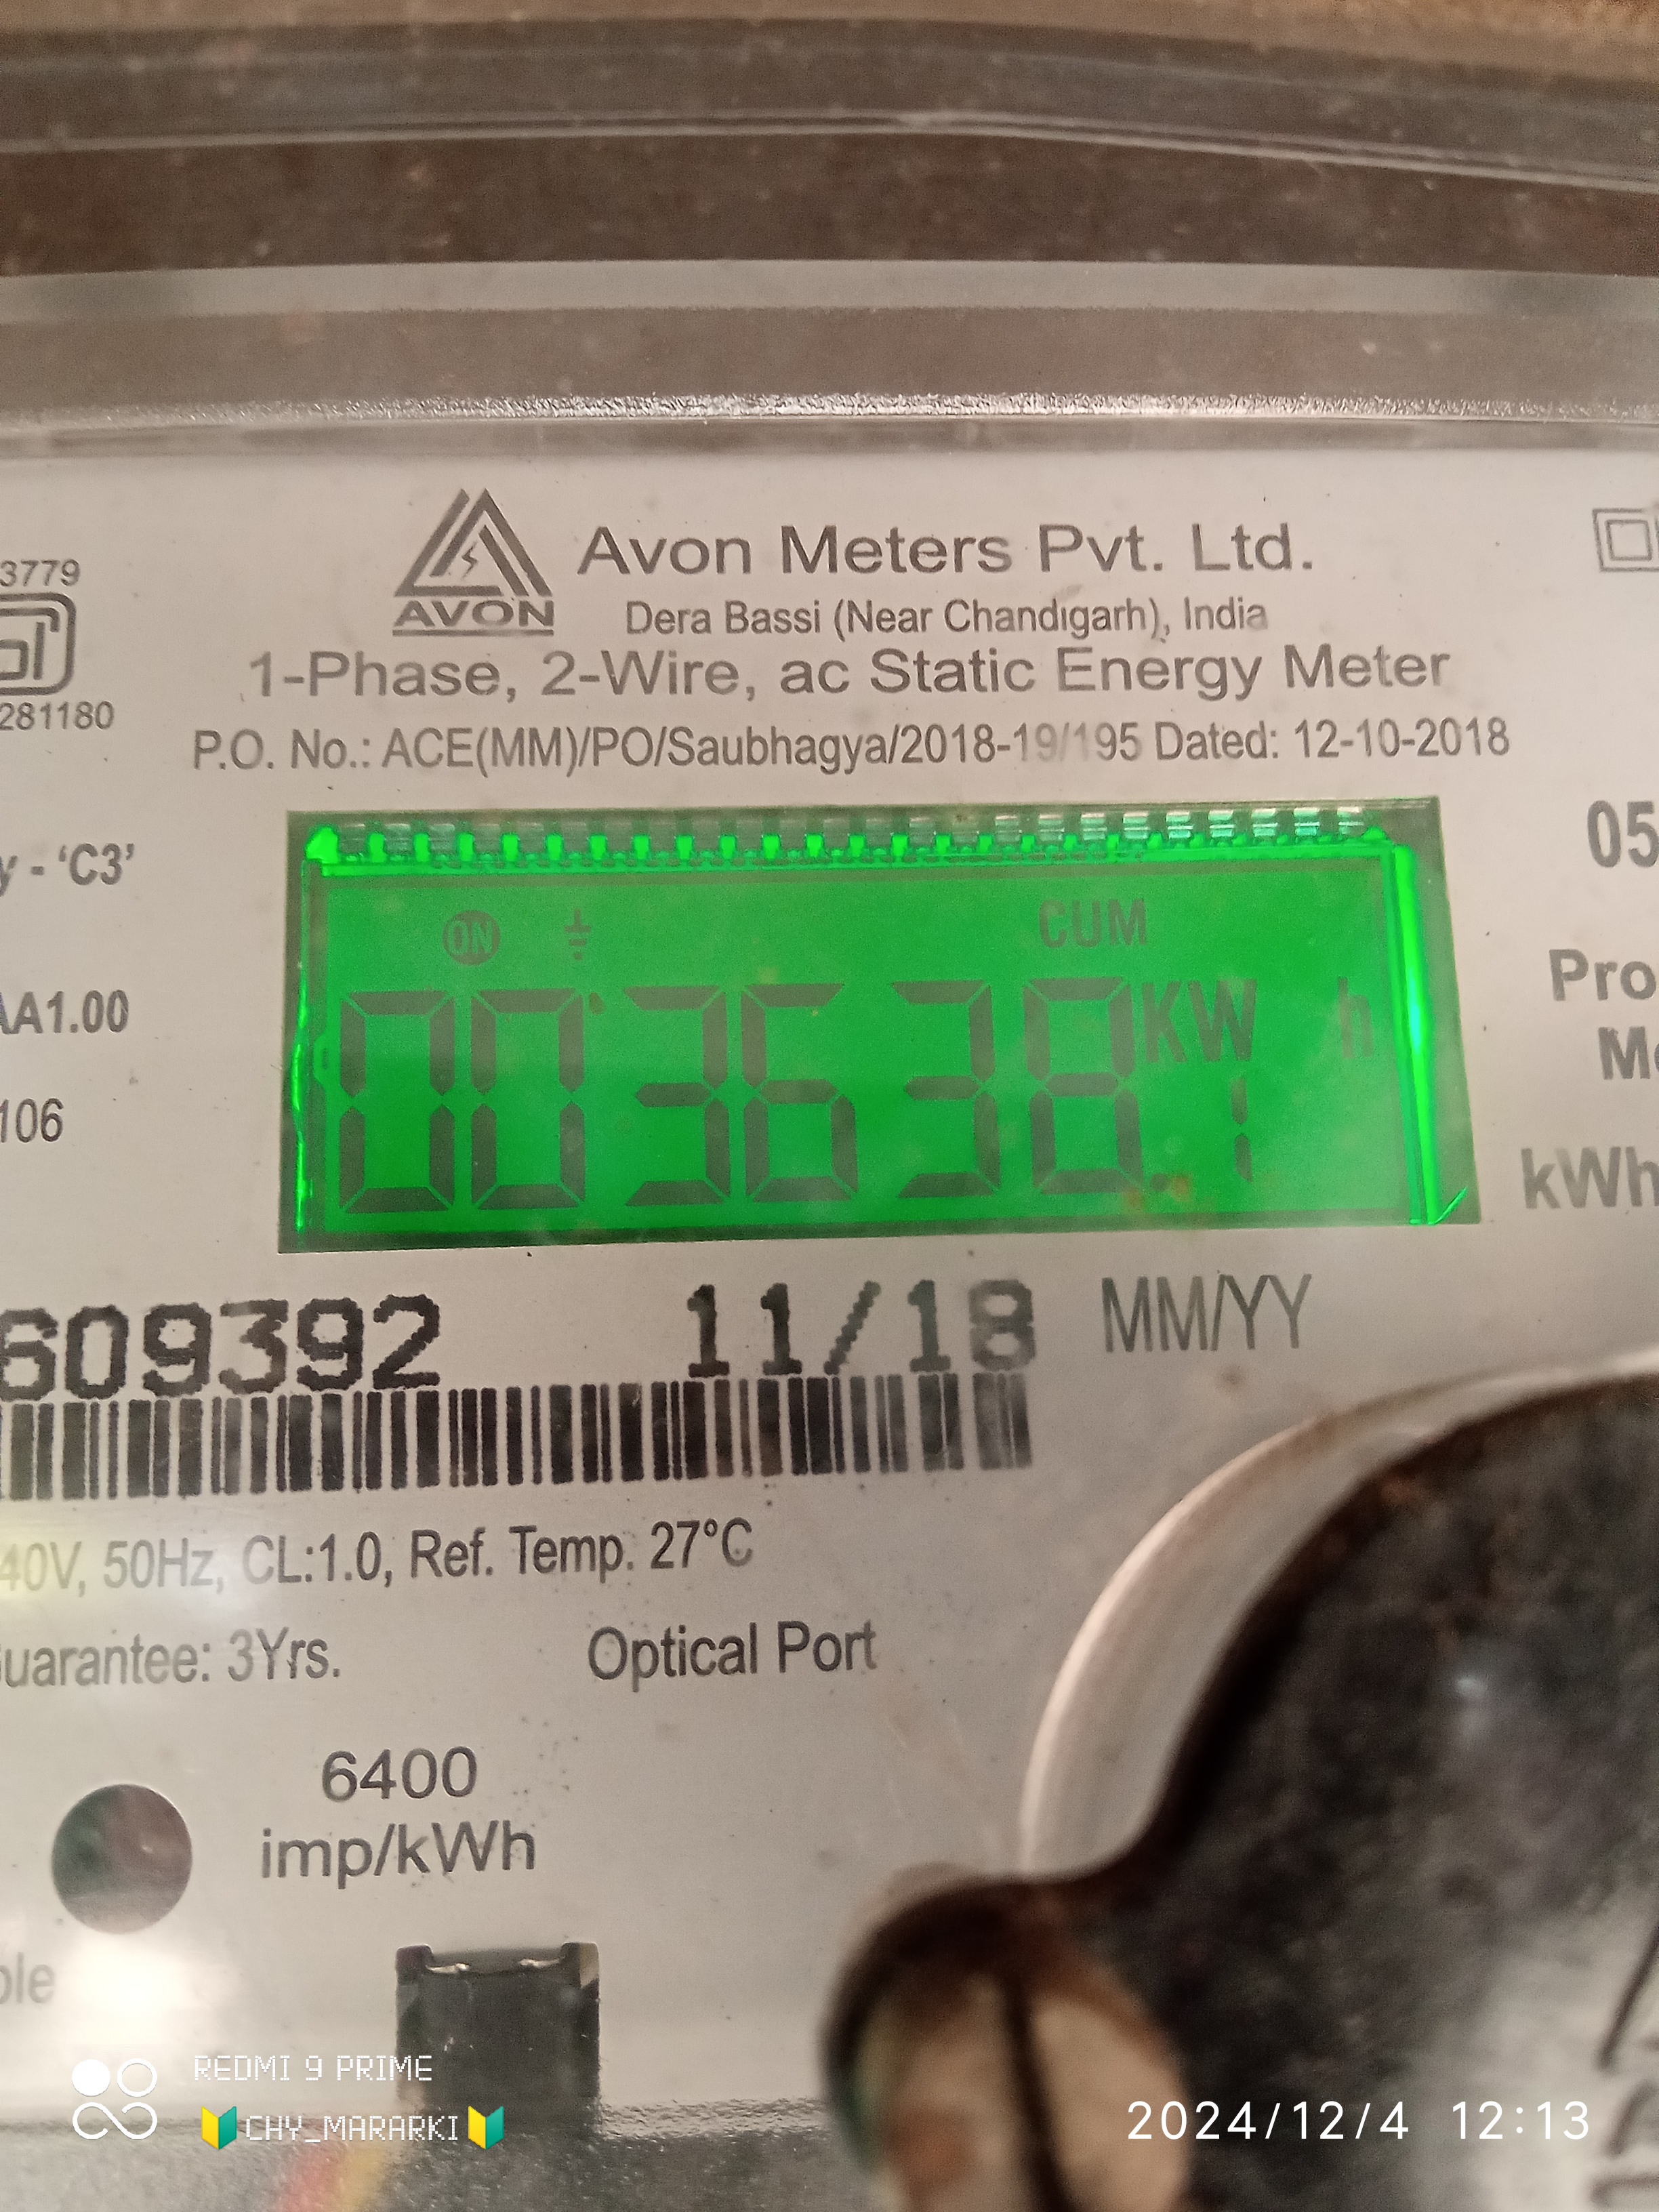 3779
281180
AVON
Avon Meters Pvt. Ltd.
Dera Bassi (Near Chandigarh), India
1-Phase, 2-Wire, ac Static Energy Meter
P.O. No.: ACE(MM)/PO/Saubhagya/2018-19/195 Dated: 12-10-2018
y - ‘C3’
05
AA1.00
Pro
106
kWh
ON CUM
003638.1 KW h
609392 11/18 MM/YY
40V, 50Hz, CL:1.0, Ref. Temp. 27°C
Guarantee: 3Yrs. Optical Port
6400
imp/kWh
ble
REDMI 9 PRIME
CHY_MARARKI
2024/12/4 12:13